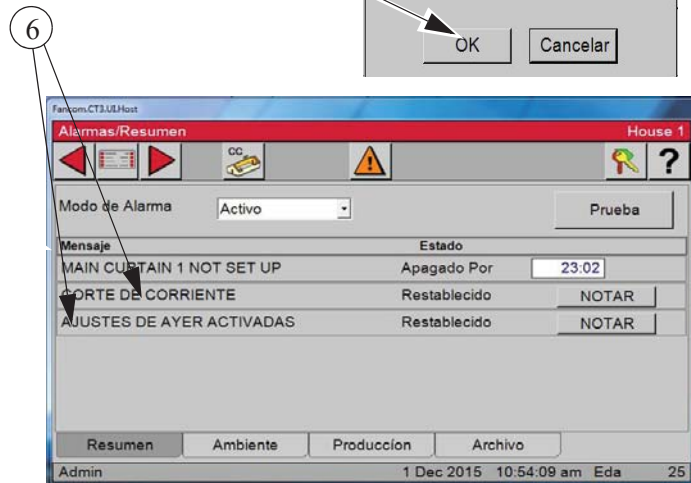 6
OK Cancelar
Fancom.CT3.UI.Host
Alarmas/Resumen House 1
CC
?
Modo de Alarma Activo Prueba
Mensaje Estado
MAIN CURTAIN 1 NOT SET UP Apagado Por 23:02
CORTE DE CORRIENTE Restablecido NOTAR
AJUSTES DE AYER ACTIVADAS Restablecido NOTAR
Resumen Ambiente Produccíon Archivo
Admin 1 Dec 2015 10:54:09 am Eda 25